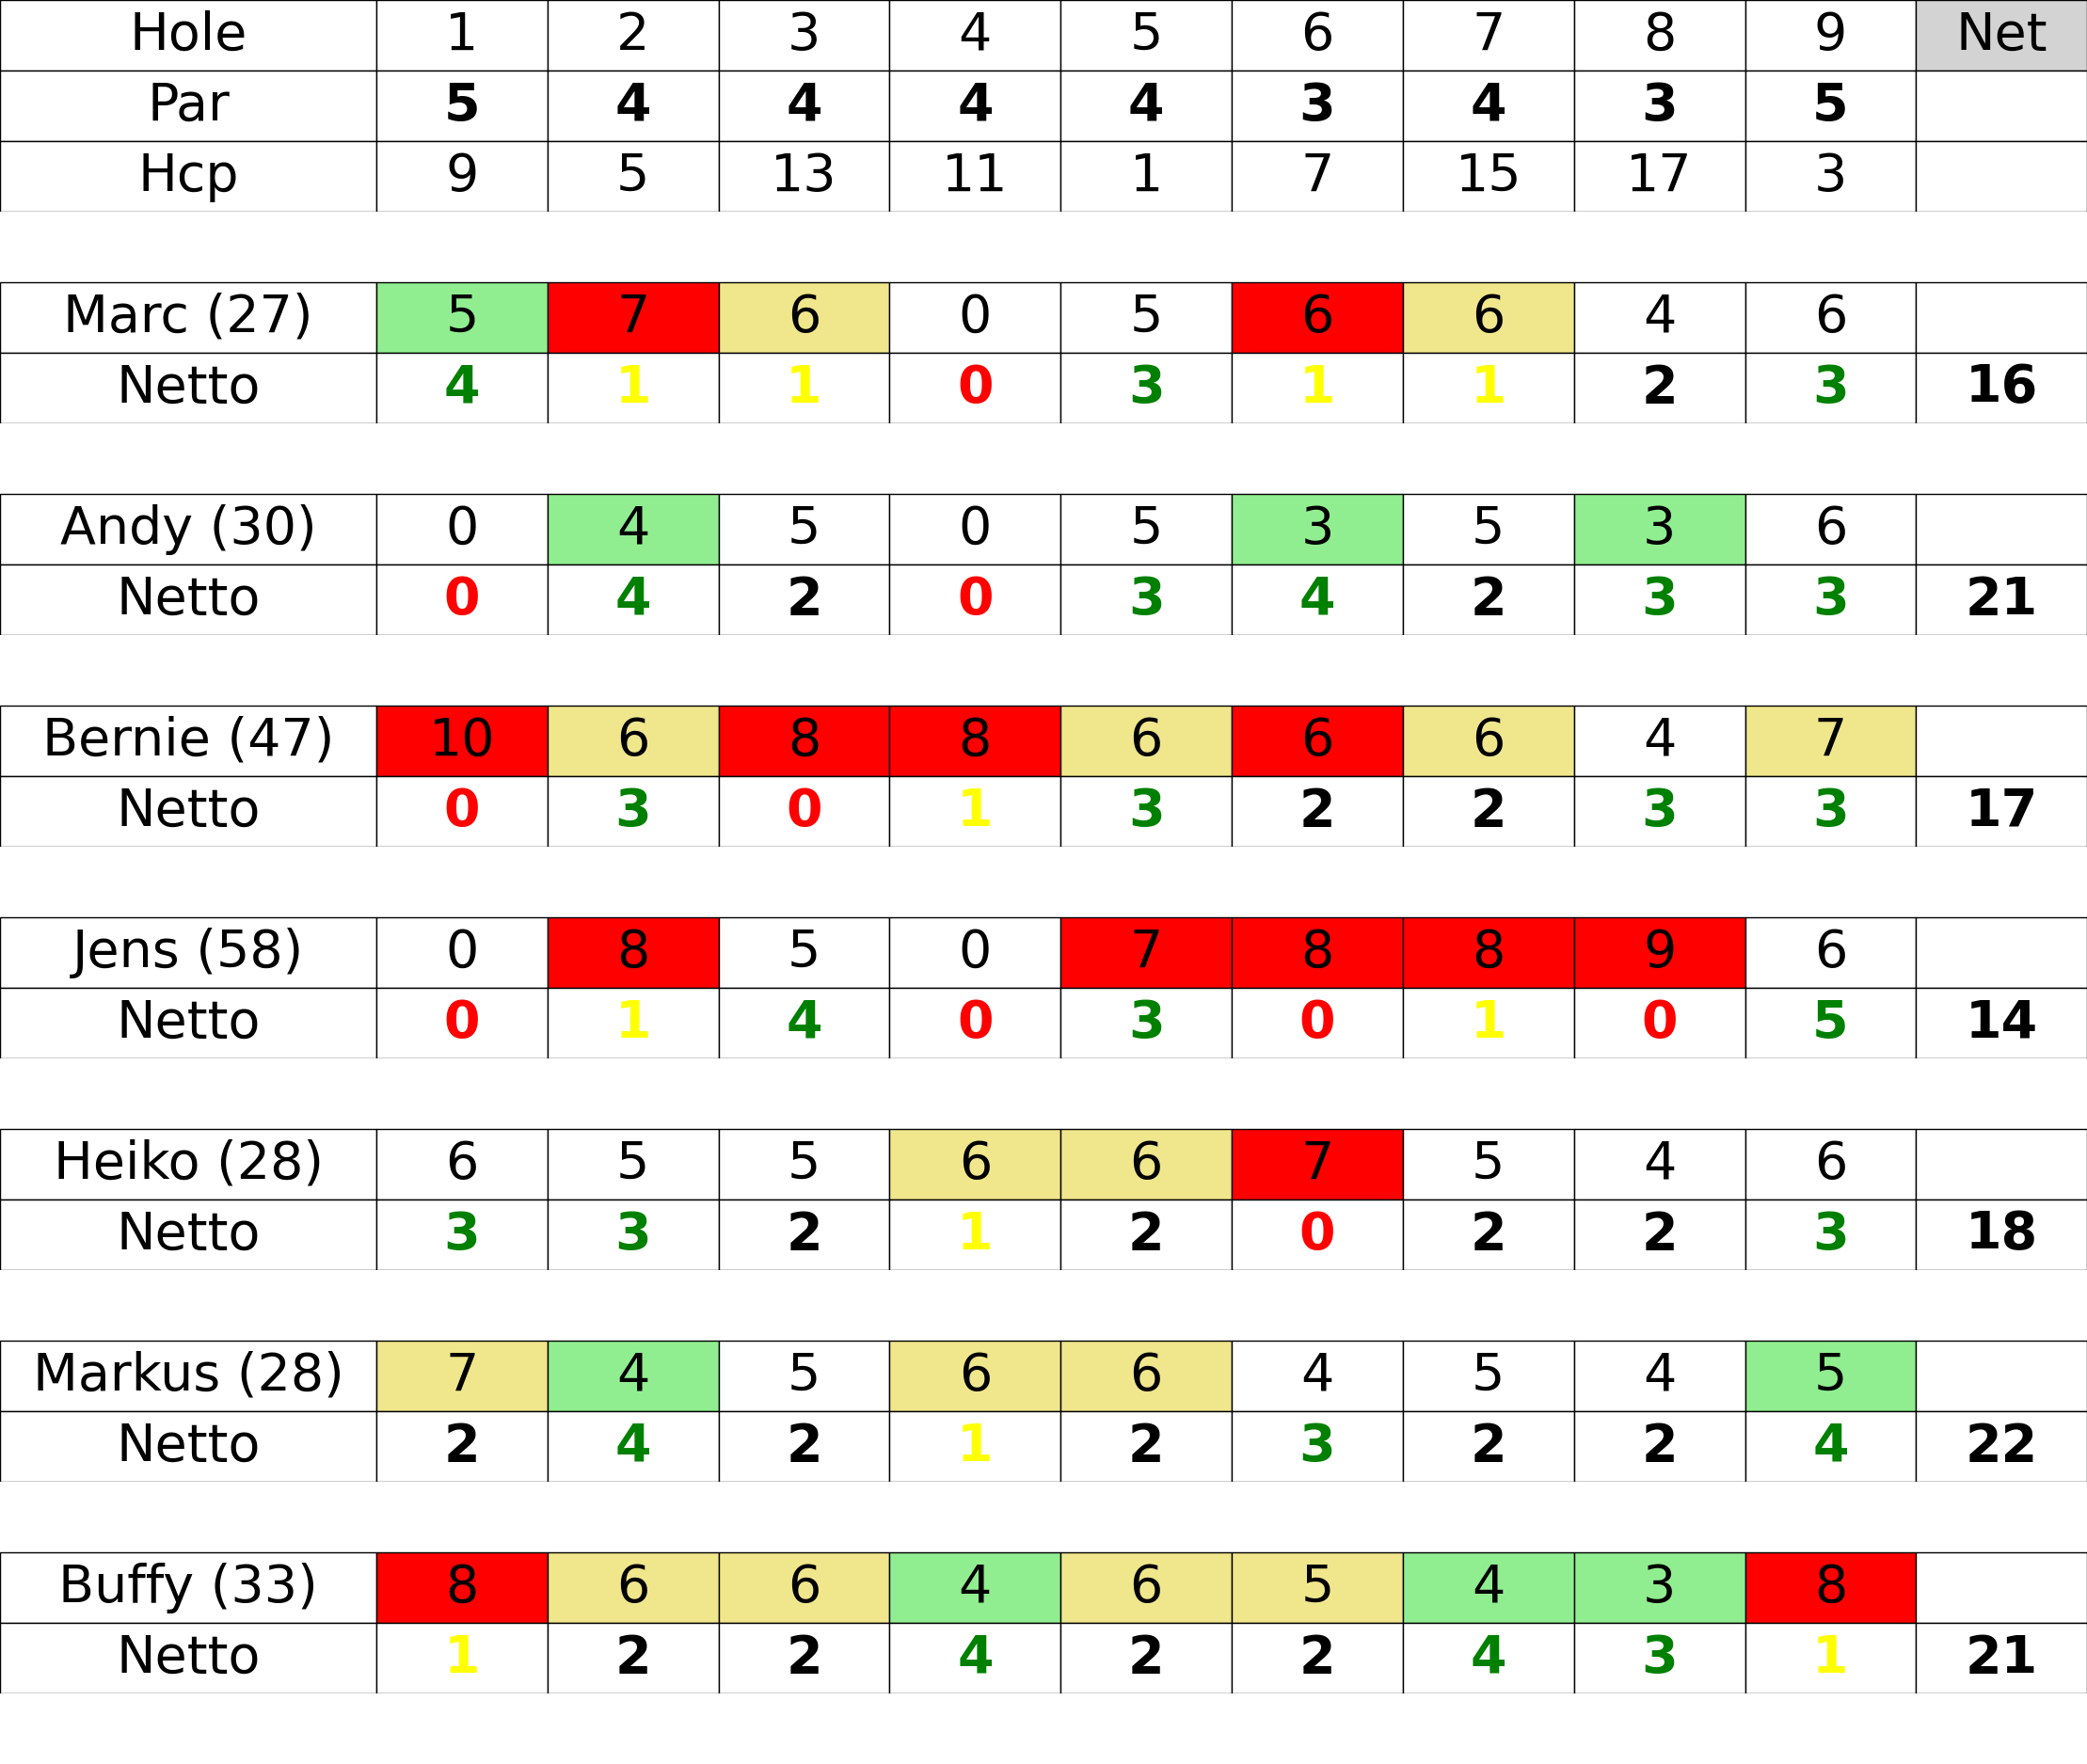 Hole 1 2 3 4 5 6 7 8 9 Net
Par 5 4 4 4 4 3 4 3 5
Hcp 9 5 13 11 1 7 15 17 3
Marc (27) 5 7 6 0 5 6 6 4 6
Netto 4 1 1 0 3 1 1 2 3 16
Andy (30) 0 4 5 0 5 3 5 3 6
Netto 0 4 2 0 3 4 2 3 3 21
Bernie (47) 10 6 8 8 6 6 6 4 7
Netto 0 3 0 1 3 2 2 3 3 17
Jens (58) 0 8 5 0 7 8 8 9 6
Netto 0 1 4 0 3 0 1 0 5 14
Heiko (28) 6 5 5 6 6 7 5 4 6
Netto 3 3 2 1 2 0 2 2 3 18
Markus (28) 7 4 5 6 6 4 5 4 5
Netto 2 4 2 1 2 3 2 2 4 22
Buffy (33) 8 6 6 4 6 5 4 3 8
Netto 1 2 2 4 2 2 4 3 1 21